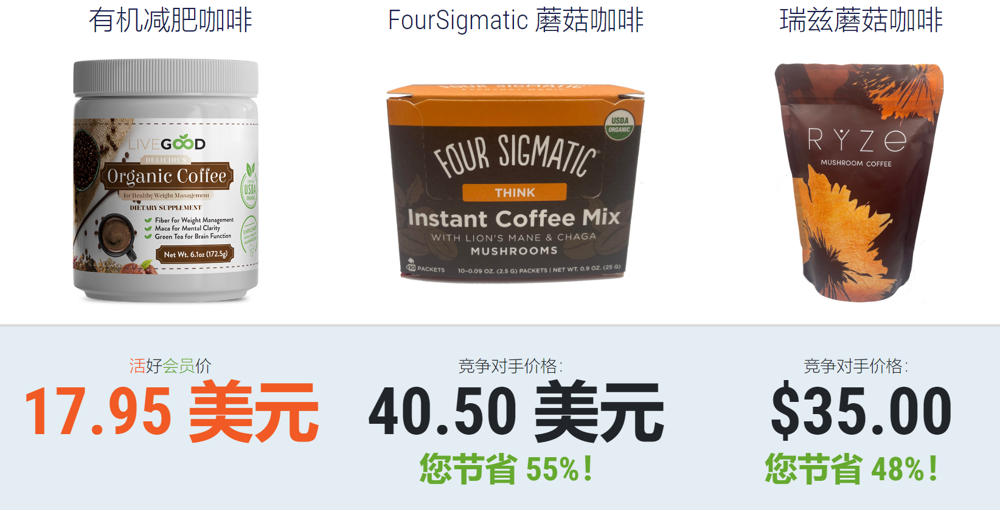 有机减肥咖啡
FourSigmatic 蘑菇咖啡
瑞兹蘑菇咖啡
LIVEGOOD
DELICIOUS
Organic Coffee
for Healthy Weight Management
DIETARY SUPPLEMENT
Fiber for Weight Management
Maca for Mental Clarity
Green Tea for Brain Function
Net Wt. 6.1oz (172.5g)
USDA
ORGANIC
ENRICHED
FOUR SIGMATIC
EVERYDAY MAGIC
USDA
ORGANIC
FOUR SIGMATIC
THINK
Instant Coffee Mix
WITH LION'S MANE & CHAGA
MUSHROOMS
10 PACKETS
10-0.09 OZ. (2.5 G) PACKETS | NET WT. 0.9 OZ. (25 G)
RYZE
MUSHROOM COFFEE
活好会员价
17.95 美元
竞争对手价格：
40.50 美元
您节省 55%！
竞争对手价格：
$35.00
您节省 48%！